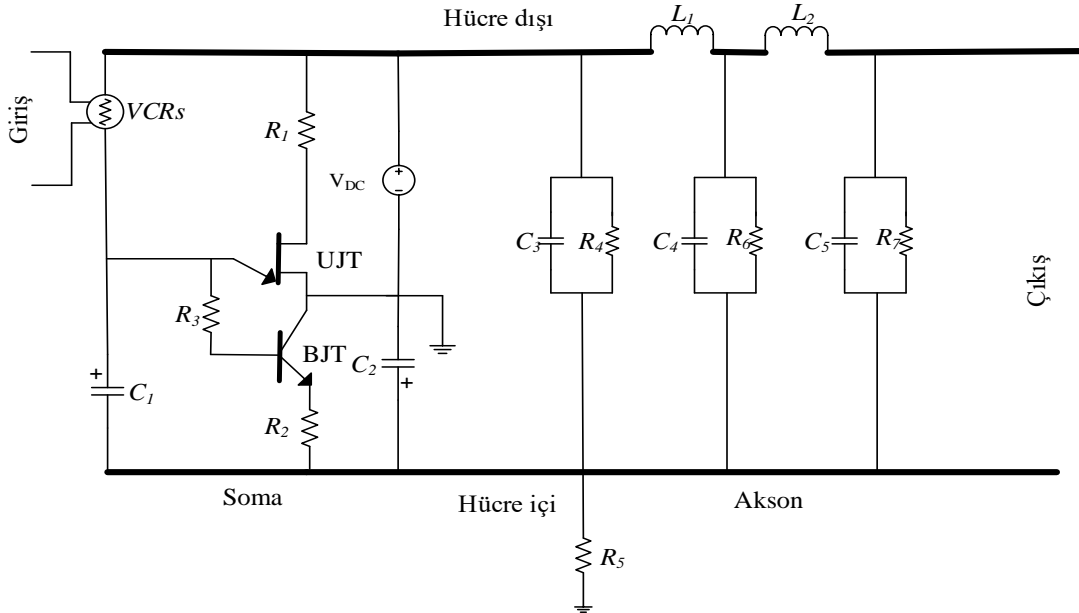 Hücre dışı
L1
L2
Giriş
VCRs
R1
VDC
UJT
R3
BJT
C1
+
C2
+
R2
+
-
C3
R4
C4
R6
C5
R7
Çıkış
Soma
Hücre içi
Akson
R5